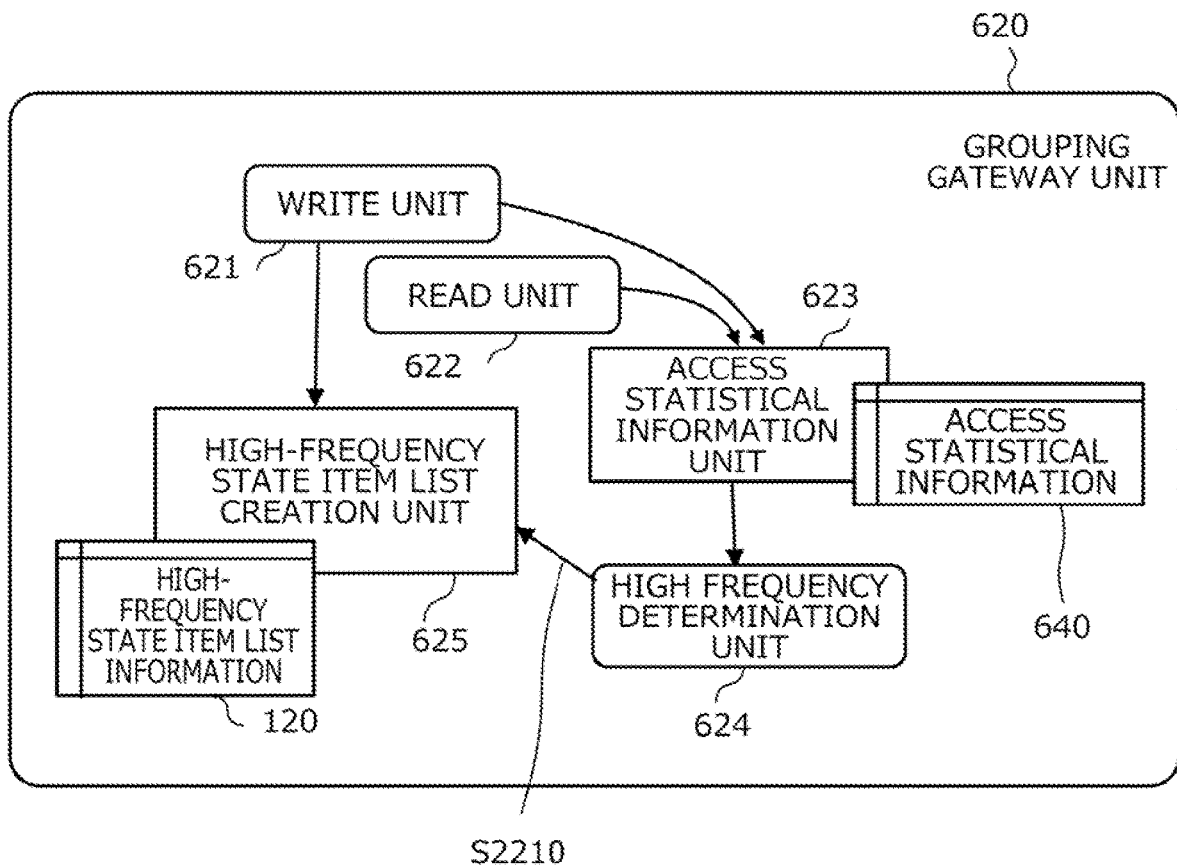 620
GROUPING
GATEWAY UNIT
WRITE UNIT
621
READ UNIT
622
623
ACCESS
STATISTICAL
INFORMATION
UNIT
ACCESS
STATISTICAL
INFORMATION
640
HIGH-FREQUENCY
STATE ITEM LIST
CREATION UNIT
625
HIGH-
FREQUENCY
STATE ITEM LIST
INFORMATION
120
HIGH FREQUENCY
DETERMINATION
UNIT
624
S2210